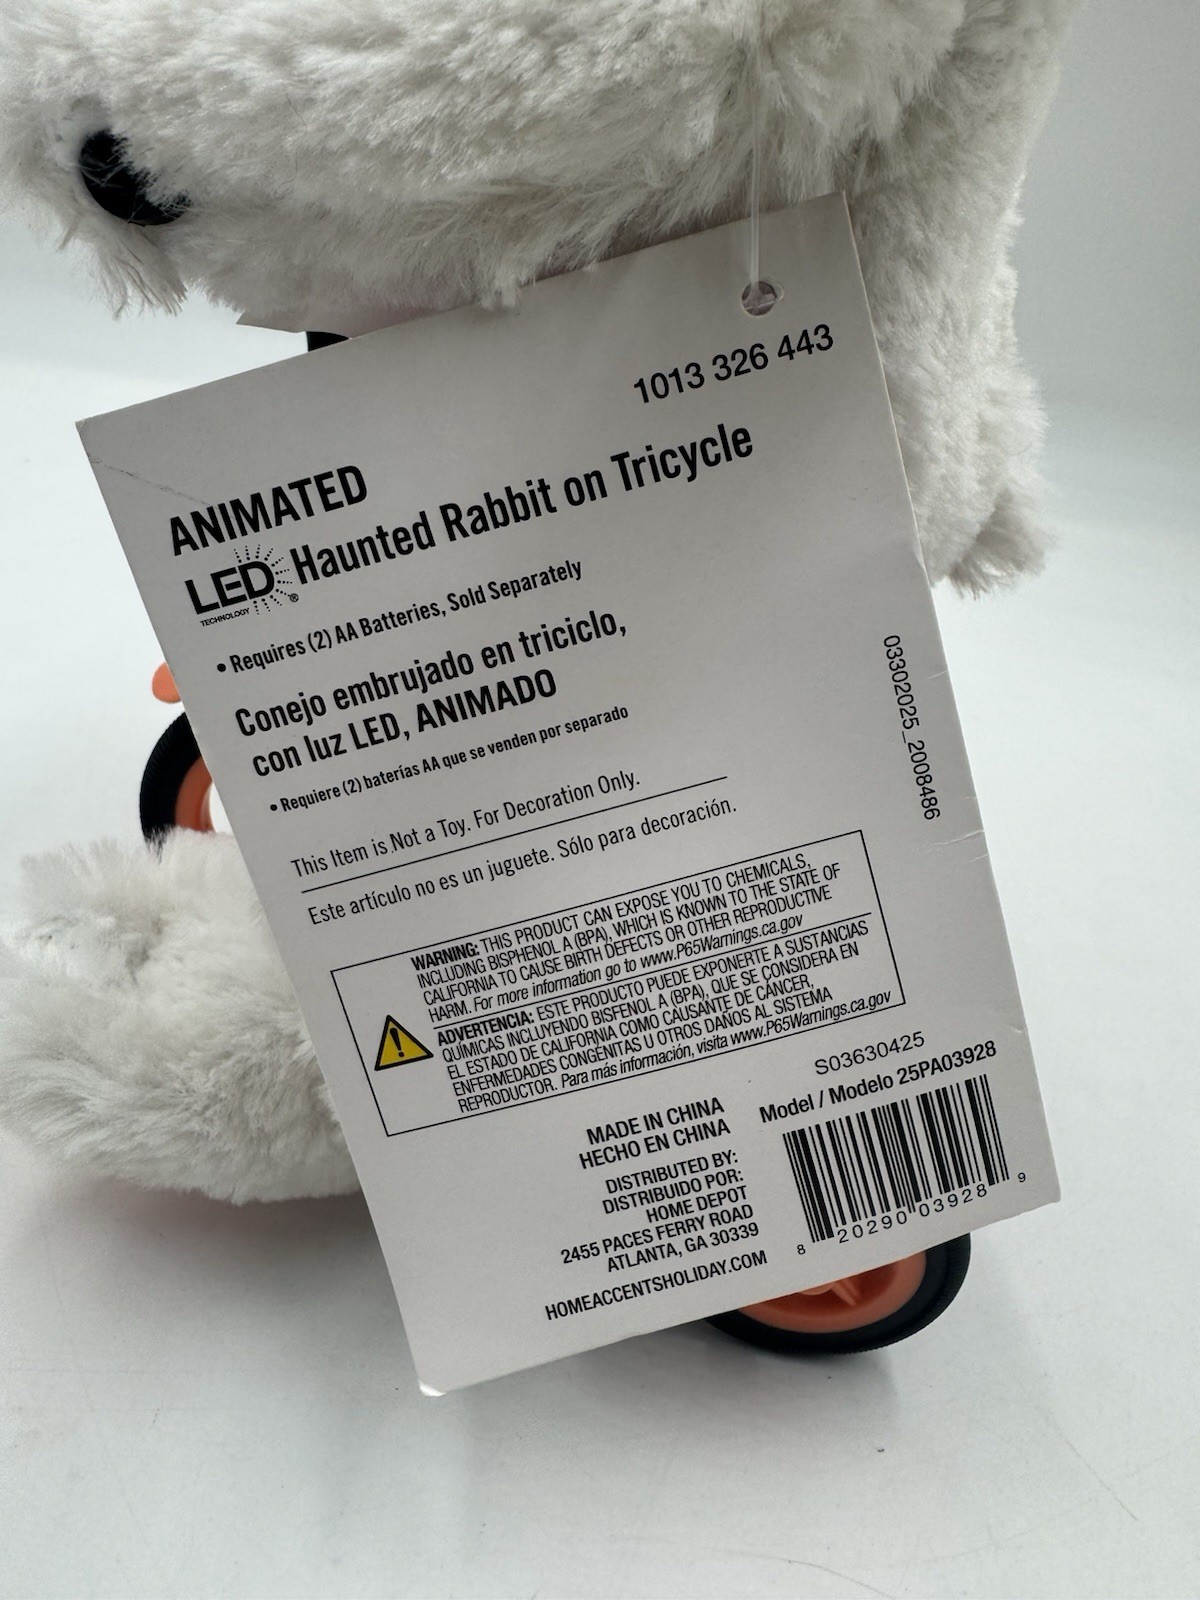 1013 326 443
ANIMATED
LED TECHNOLOGY ® Haunted Rabbit on Tricycle
• Requires (2) AA Batteries, Sold Separately
Conejo embrujado en triciclo,
con luz LED, ANIMADO
• Requiere (2) baterías AA que se venden por separado
This Item is Not a Toy. For Decoration Only.
Este artículo no es un juguete. Sólo para decoración.
03302025_2008486
WARNING: THIS PRODUCT CAN EXPOSE YOU TO CHEMICALS,
INCLUDING BISPHENOL A (BPA), WHICH IS KNOWN TO THE STATE OF
CALIFORNIA TO CAUSE BIRTH DEFECTS OR OTHER REPRODUCTIVE
HARM. For more information go to www.P65Warnings.ca.gov
ADVERTENCIA: ESTE PRODUCTO PUEDE EXPONERTE A SUSTANCIAS
QUÍMICAS INCLUYENDO BISFENOL A (BPA), QUE SE CONSIDERA EN
EL ESTADO DE CALIFORNIA COMO CAUSANTE DE CÁNCER,
ENFERMEDADES CONGÉNITAS U OTROS DAÑOS AL SISTEMA
REPRODUCTOR. Para más información, visita www.P65Warnings.ca.gov
S03630425
Model / Modelo 25PA03928
MADE IN CHINA
HECHO EN CHINA
DISTRIBUTED BY:
DISTRIBUIDO POR:
HOME DEPOT
2455 PACES FERRY ROAD
ATLANTA, GA 30339
HOMEACCENTSHOLIDAY.COM
8 20290 03928 9